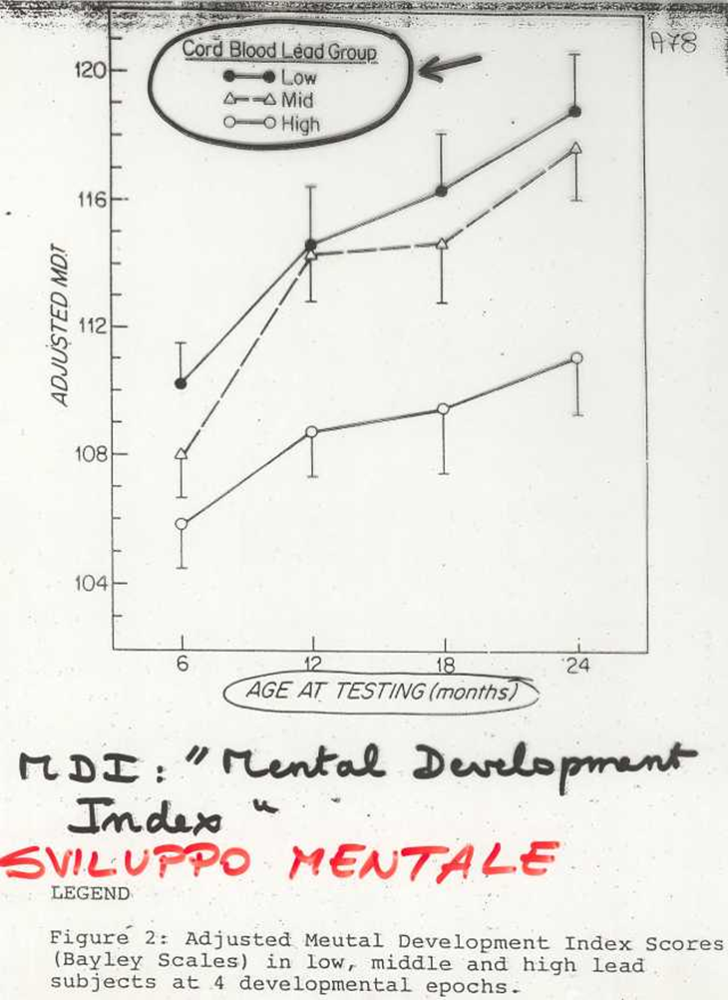 A78
Cord Blood Lead Group
Low
Mid
High
120
116
112
108
104
ADJUSTED MDI
6 12 18 24
AGE AT TESTING (months)
MDI: "Mental Development
Index"
SVILUPPO MENTALE
LEGEND
Figure 2: Adjusted Meutal Development Index Scores
(Bayley Scales) in low, middle and high lead
subjects at 4 developmental epochs.